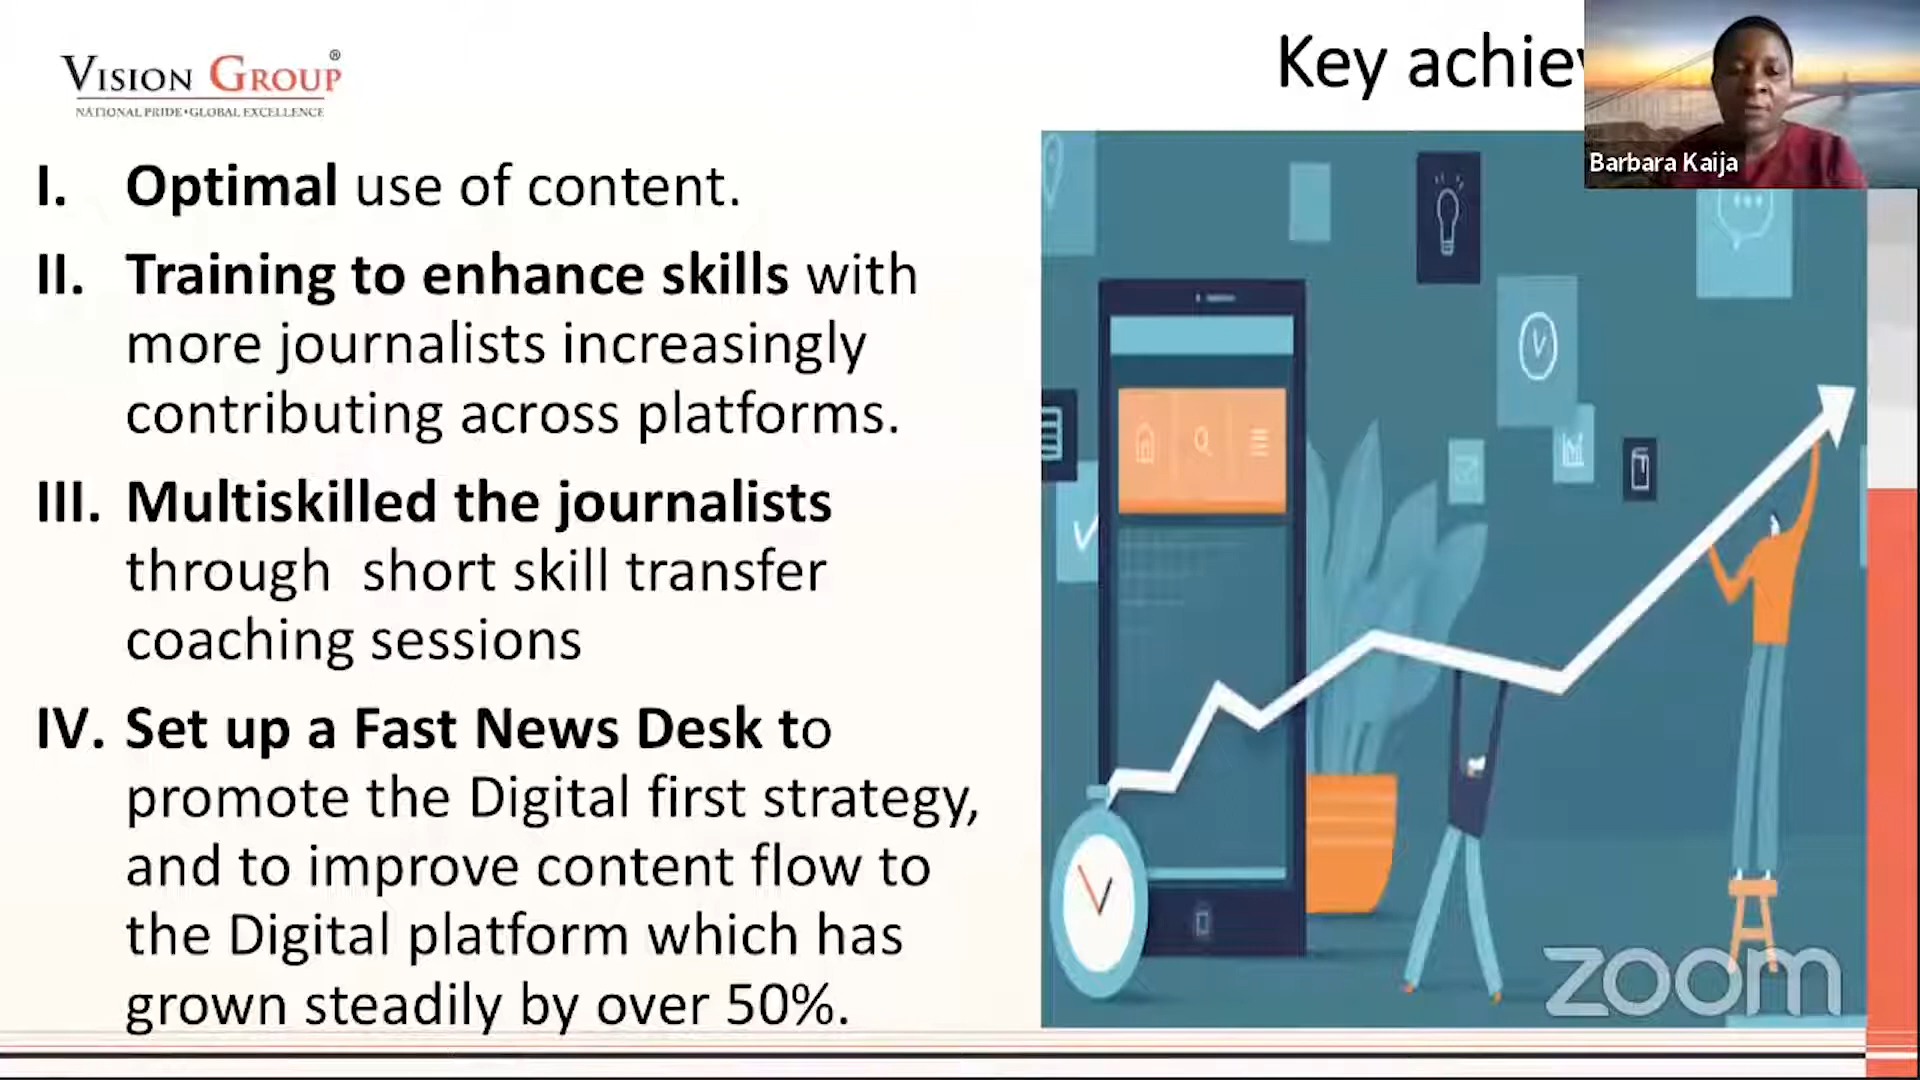 VISION GROUP®
NATIONAL PRIDE•GLOBAL EXCELLENCE
Key achie
Barbara Kaija
I. Optimal use of content.
II. Training to enhance skills with
more journalists increasingly
contributing across platforms.
III. Multiskilled the journalists
through short skill transfer
coaching sessions
IV. Set up a Fast News Desk to
promote the Digital first strategy,
and to improve content flow to
the Digital platform which has
grown steadily by over 50%.
zoom